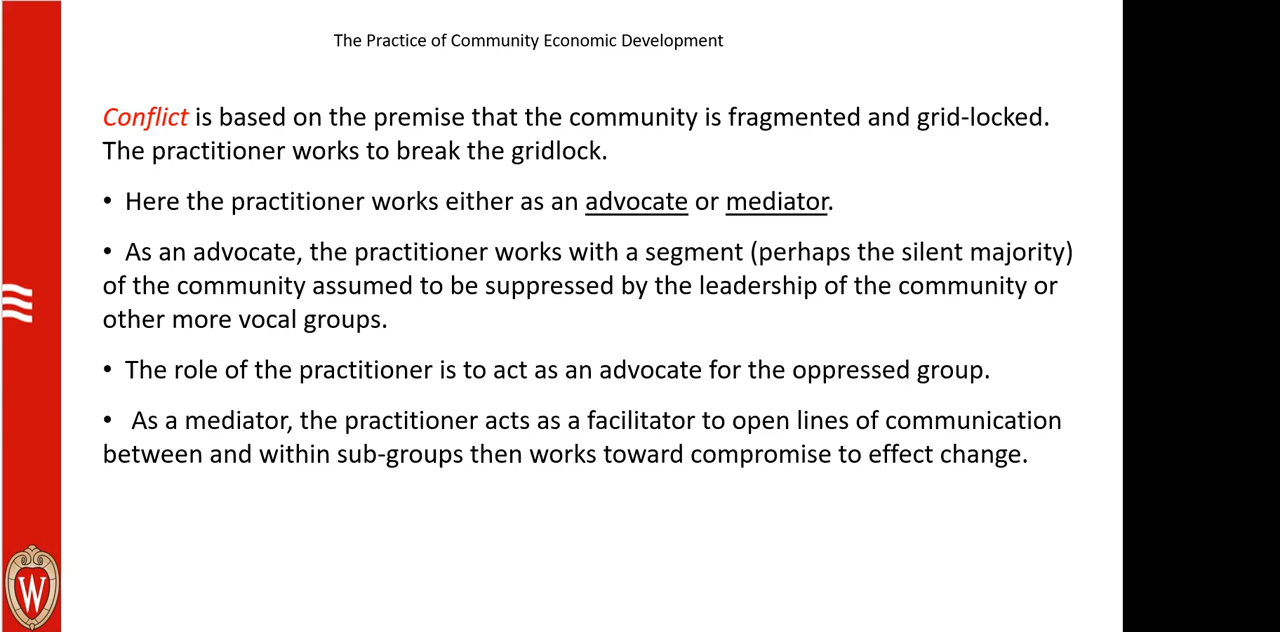 The Practice of Community Economic Development
Conflict is based on the premise that the community is fragmented and grid-locked.
The practitioner works to break the gridlock.
• Here the practitioner works either as an advocate or mediator.
• As an advocate, the practitioner works with a segment (perhaps the silent majority)
of the community assumed to be suppressed by the leadership of the community or
other more vocal groups.
• The role of the practitioner is to act as an advocate for the oppressed group.
• As a mediator, the practitioner acts as a facilitator to open lines of communication
between and within sub-groups then works toward compromise to effect change.
W